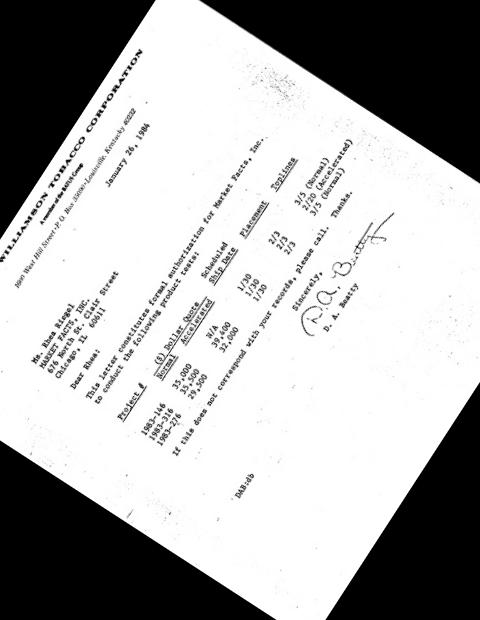 WILLIAMSON TOBACCO CORPORATION
1600 West Hill Street • P. O. Box 35090 • Louisville, Kentucky 40232
January 26, 1984
Ms. Rhea Riegel
MARKET FACTS, INC.
676 North St. Clair Street
Chicago, IL 60611
Dear Rhea:
This letter constitutes formal authorization for Market Facts, Inc.
to conduct the following product tests:
($) Dollar Quote Scheduled
Project # Normal Accelerated Ship Date Placement Toplines
1983-146 35,000 N/A 1/30 2/3 3/5 (Normal)
1983-316 35,500 39,400 1/30 2/3 2/20 (Accelerated)
1983-276 29,500 32,000 1/30 2/3 3/5 (Normal)
If this does not correspond with your records, please call. Thanks.
Sincerely,
D.A. Beatty
D. A. Beatty
DAB:db